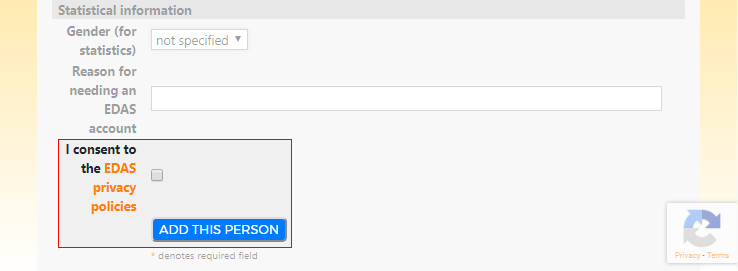 Statistical information
Gender (for
statistics)
not specified
Reason for
needing an
EDAS
account
I consent to
the EDAS
privacy
policies
ADD THIS PERSON
* denotes required field
Privacy - Terms